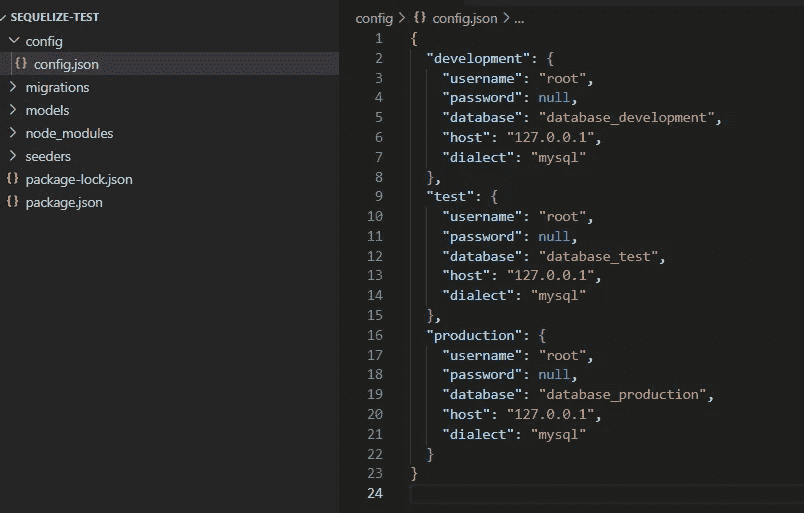 SEQUELIZE-TEST
config
{} config.json
migrations
models
node_modules
seeders
{} package-lock.json
{} package.json
config > {} config.json > ...
1 {
2 "development": {
3 "username": "root",
4 "password": null,
5 "database": "database_development",
6 "host": "127.0.0.1",
7 "dialect": "mysql"
8 },
9 "test": {
10 "username": "root",
11 "password": null,
12 "database": "database_test",
13 "host": "127.0.0.1",
14 "dialect": "mysql"
15 },
16 "production": {
17 "username": "root",
18 "password": null,
19 "database": "database_production",
20 "host": "127.0.0.1",
21 "dialect": "mysql"
22 }
23 }
24